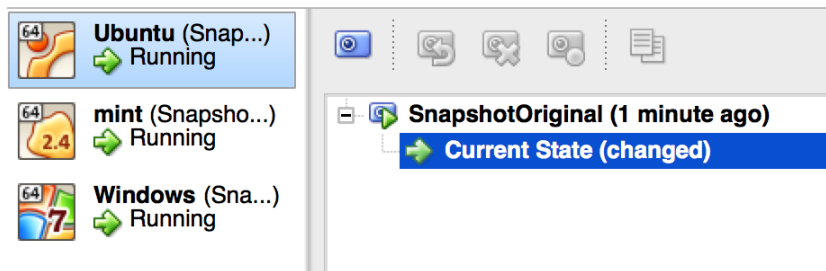 64
Ubuntu (Snap...)
Running
64
2.4
mint (Snapsho...)
Running
64
7
Windows (Sna...)
Running
SnapshotOriginal (1 minute ago)
Current State (changed)